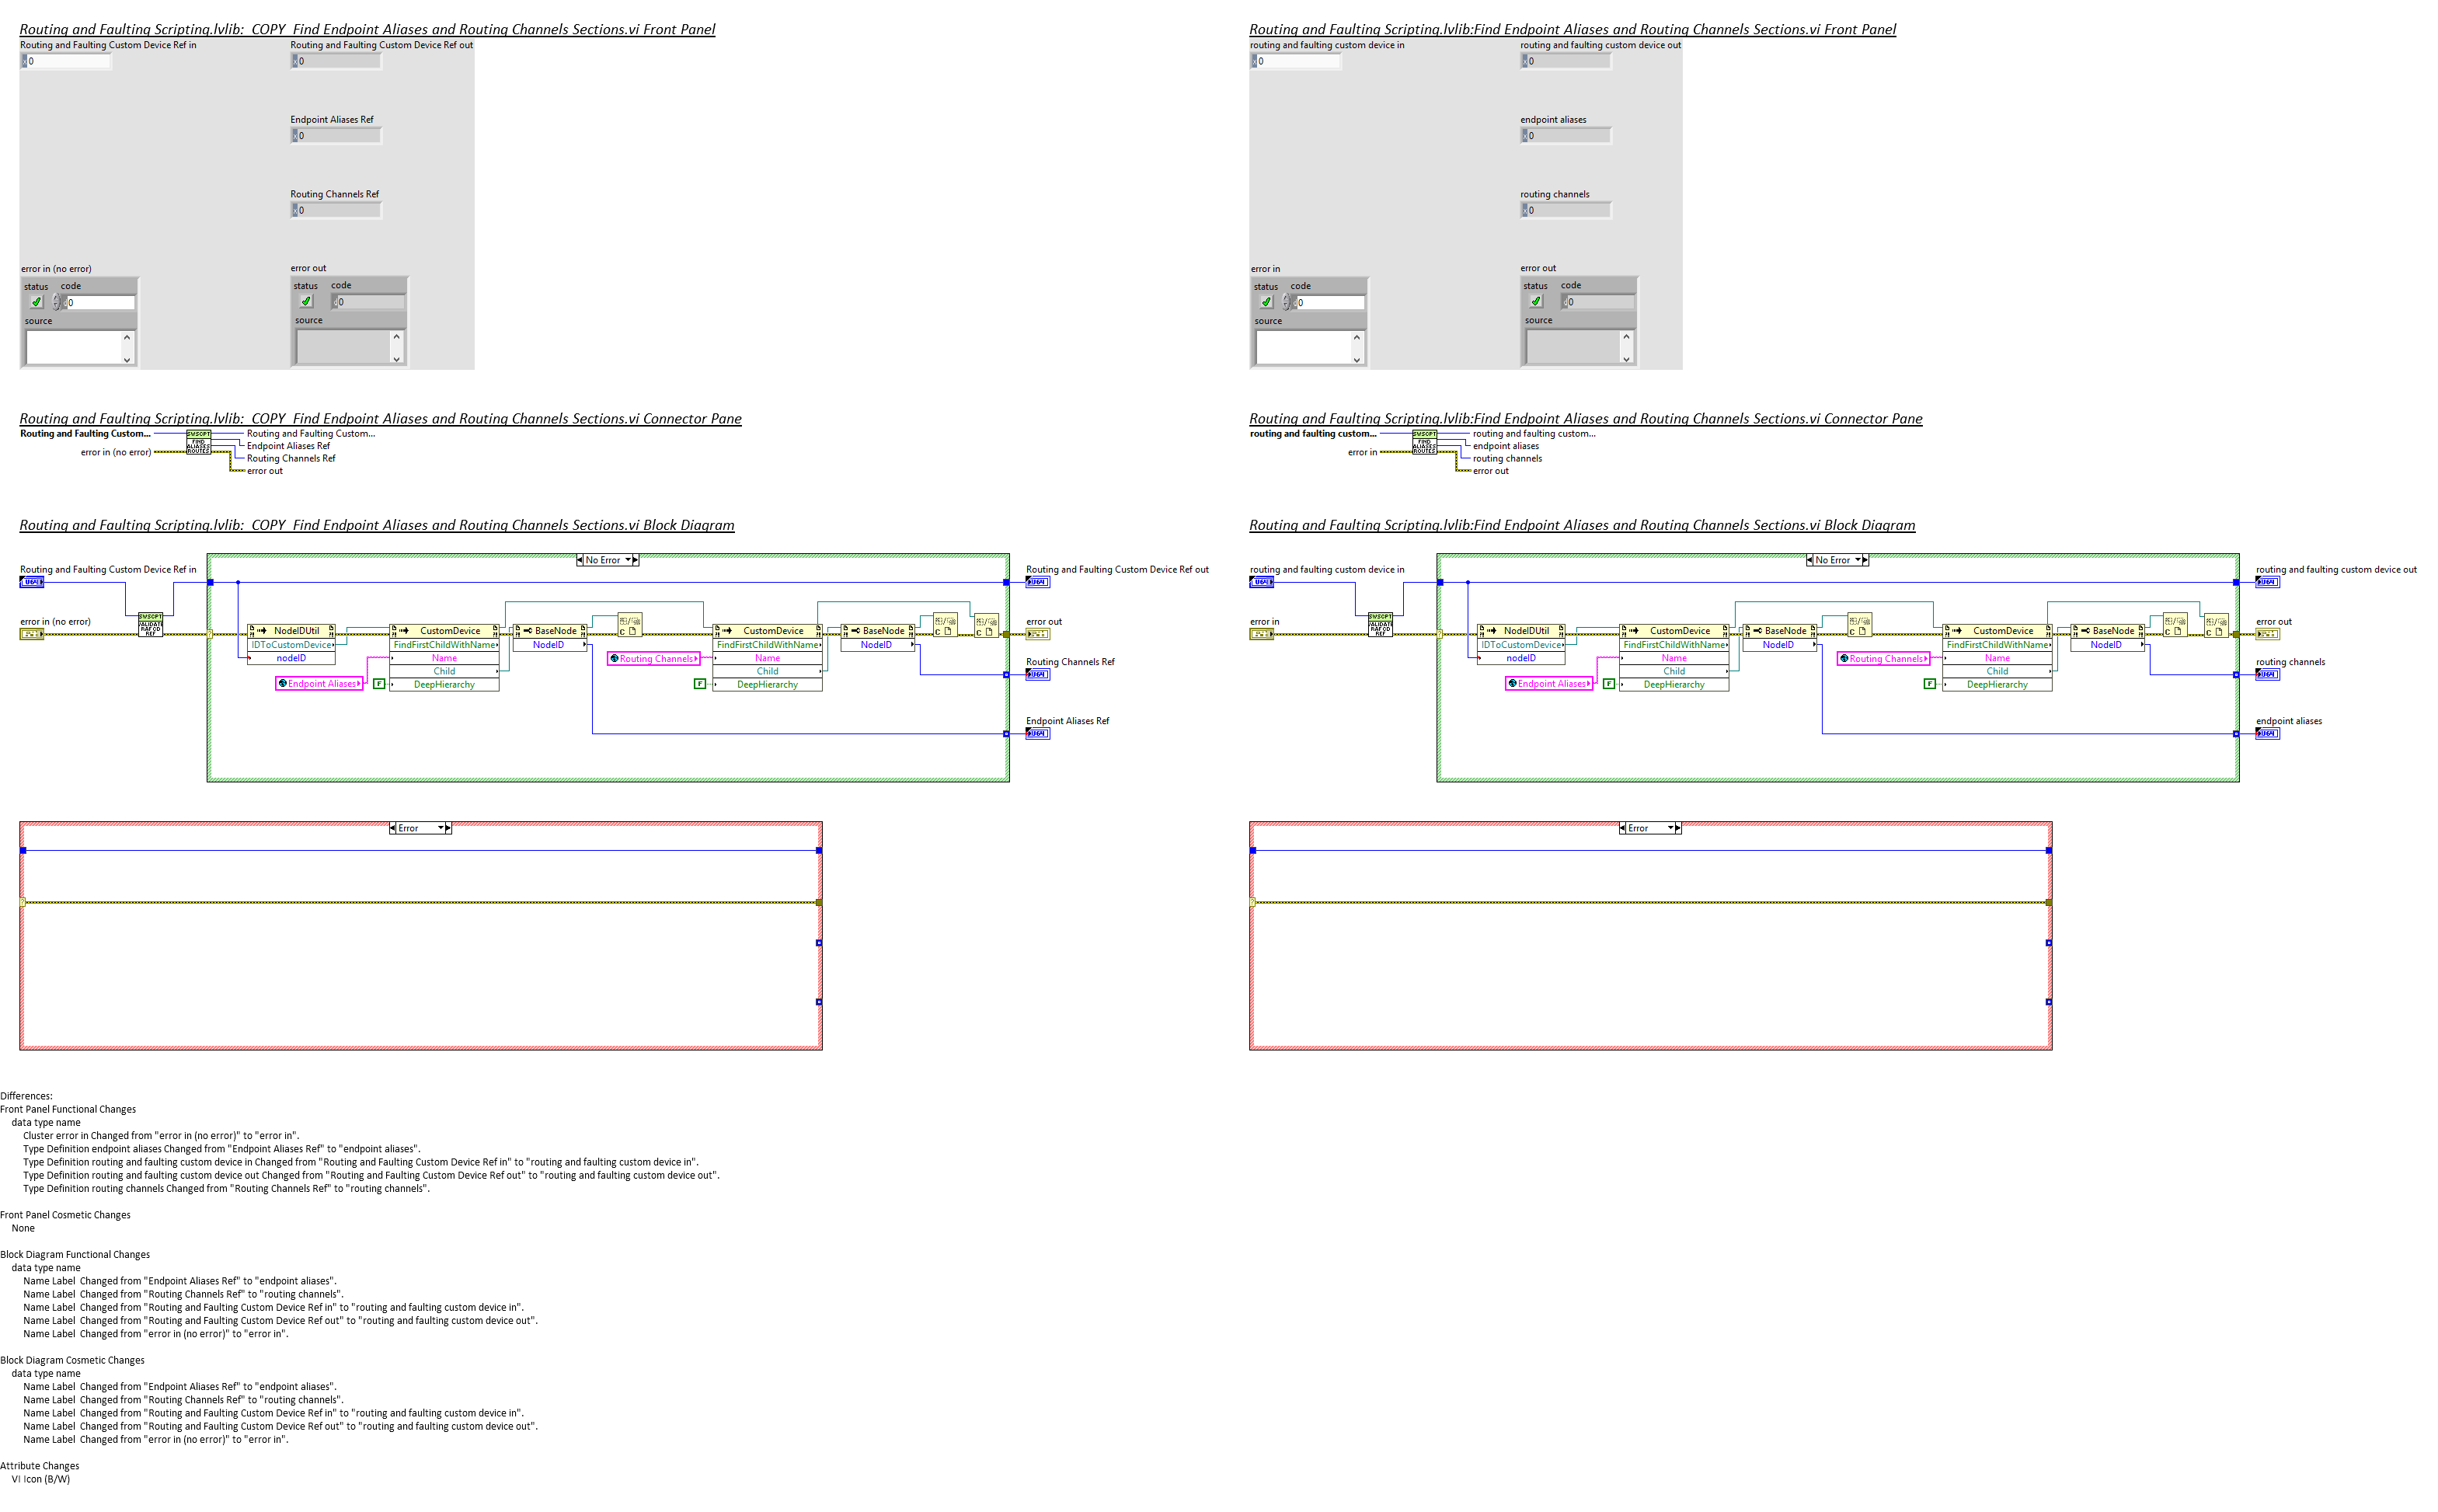 Routing and Faulting Scripting.lvlib:  COPY  Find Endpoint Aliases and Routing Channels Sections.vi Front Panel
Routing and Faulting Custom Device Ref in
Routing and Faulting Custom Device Ref out
x 0
x 0
Endpoint Aliases Ref
x 0
Routing Channels Ref
x 0
error in (no error)
error out
status code
status code
d 0
d 0
source
source
Routing and Faulting Scripting.lvlib:Find Endpoint Aliases and Routing Channels Sections.vi Front Panel
routing and faulting custom device in
routing and faulting custom device out
x 0
x 0
endpoint aliases
x 0
routing channels
x 0
error in
error out
status code
status code
d 0
d 0
source
source
Routing and Faulting Scripting.lvlib:  COPY  Find Endpoint Aliases and Routing Channels Sections.vi Connector Pane
Routing and Faulting Custom...
error in (no error)
SWSCPT
FIND
ALIASES
ROUTES
Routing and Faulting Custom...
Endpoint Aliases Ref
Routing Channels Ref
error out
Routing and Faulting Scripting.lvlib:Find Endpoint Aliases and Routing Channels Sections.vi Connector Pane
routing and faulting custom...
error in
SWSCPT
FIND
ALIASES
ROUTES
routing and faulting custom...
endpoint aliases
routing channels
error out
Routing and Faulting Scripting.lvlib:  COPY  Find Endpoint Aliases and Routing Channels Sections.vi Block Diagram
No Error
Routing and Faulting Custom Device Ref in
error in (no error)
SWSCPT
VALIDATE
RAF CD
REF
NodeIDUtil
IDToCustomDevice
nodeID
Endpoint Aliases
F
CustomDevice
FindFirstChildWithName
Name
Child
DeepHierarchy
BaseNode
NodeID
Routing Channels
F
CustomDevice
FindFirstChildWithName
Name
Child
DeepHierarchy
BaseNode
NodeID
Routing and Faulting Custom Device Ref out
error out
Routing Channels Ref
Endpoint Aliases Ref
Error
Routing and Faulting Scripting.lvlib:Find Endpoint Aliases and Routing Channels Sections.vi Block Diagram
No Error
routing and faulting custom device in
error in
SWSCPT
VALIDATE
RAF CD
REF
NodeIDUtil
IDToCustomDevice
nodeID
Endpoint Aliases
F
CustomDevice
FindFirstChildWithName
Name
Child
DeepHierarchy
BaseNode
NodeID
Routing Channels
F
CustomDevice
FindFirstChildWithName
Name
Child
DeepHierarchy
BaseNode
NodeID
routing and faulting custom device out
error out
routing channels
endpoint aliases
Error
Differences:
Front Panel Functional Changes
data type name
Cluster error in Changed from "error in (no error)" to "error in".
Type Definition endpoint aliases Changed from "Endpoint Aliases Ref" to "endpoint aliases".
Type Definition routing and faulting custom device in Changed from "Routing and Faulting Custom Device Ref in" to "routing and faulting custom device in".
Type Definition routing and faulting custom device out Changed from "Routing and Faulting Custom Device Ref out" to "routing and faulting custom device out".
Type Definition routing channels Changed from "Routing Channels Ref" to "routing channels".
Front Panel Cosmetic Changes
None
Block Diagram Functional Changes
data type name
Name Label  Changed from "Endpoint Aliases Ref" to "endpoint aliases".
Name Label  Changed from "Routing Channels Ref" to "routing channels".
Name Label  Changed from "Routing and Faulting Custom Device Ref in" to "routing and faulting custom device in".
Name Label  Changed from "Routing and Faulting Custom Device Ref out" to "routing and faulting custom device out".
Name Label  Changed from "error in (no error)" to "error in".
Block Diagram Cosmetic Changes
data type name
Name Label  Changed from "Endpoint Aliases Ref" to "endpoint aliases".
Name Label  Changed from "Routing Channels Ref" to "routing channels".
Name Label  Changed from "Routing and Faulting Custom Device Ref in" to "routing and faulting custom device in".
Name Label  Changed from "Routing and Faulting Custom Device Ref out" to "routing and faulting custom device out".
Name Label  Changed from "error in (no error)" to "error in".
Attribute Changes
VI Icon (B/W)